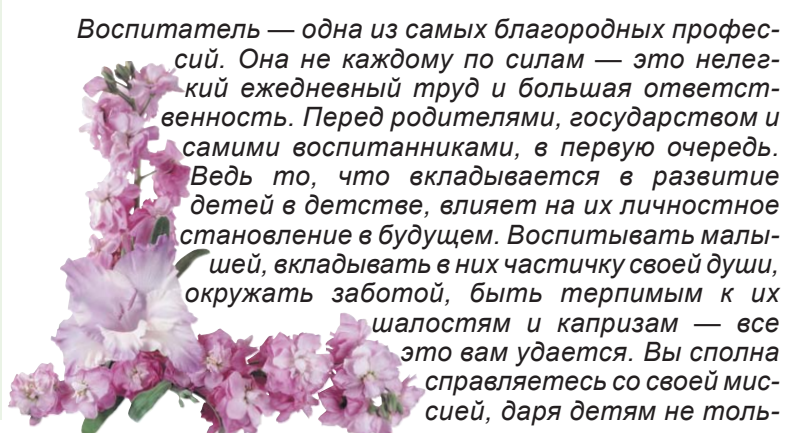 Воспитатель — одна из самых благородных профес-
сий. Она не каждому по силам — это нелег-
кий ежедневный труд и большая ответст-
венность. Перед родителями, государством и
самими воспитанниками, в первую очередь.
Ведь то, что вкладывается в развитие
детей в детстве, влияет на их личностное
становление в будущем. Воспитывать малы-
шей, вкладывать в них частичку своей души,
окружать заботой, быть терпимым к их
шалостям и капризам — все
это вам удается. Вы сполна
справляетесь со своей мис-
сией, даря детям не толь-